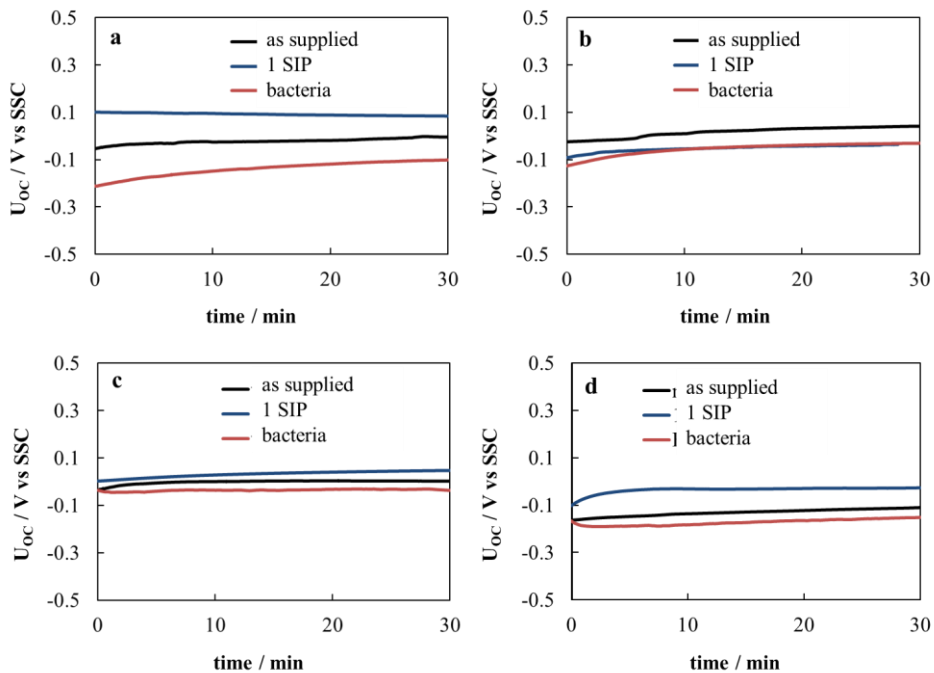 a
as supplied
1 SIP
bacteria
0.5
0.3
0.1
-0.1
-0.3
-0.5
U_OC / V vs SSC
0 10 20 30
time / min
b
as supplied
1 SIP
bacteria
0.5
0.3
0.1
-0.1
-0.3
-0.5
U_OC / V vs SSC
0 10 20 30
time / min
c
as supplied
1 SIP
bacteria
0.5
0.3
0.1
-0.1
-0.3
-0.5
U_OC / V vs SSC
0 10 20 30
time / min
d
as supplied
1 SIP
bacteria
0.5
0.3
0.1
-0.1
-0.3
-0.5
U_OC / V vs SSC
0 10 20 30
time / min